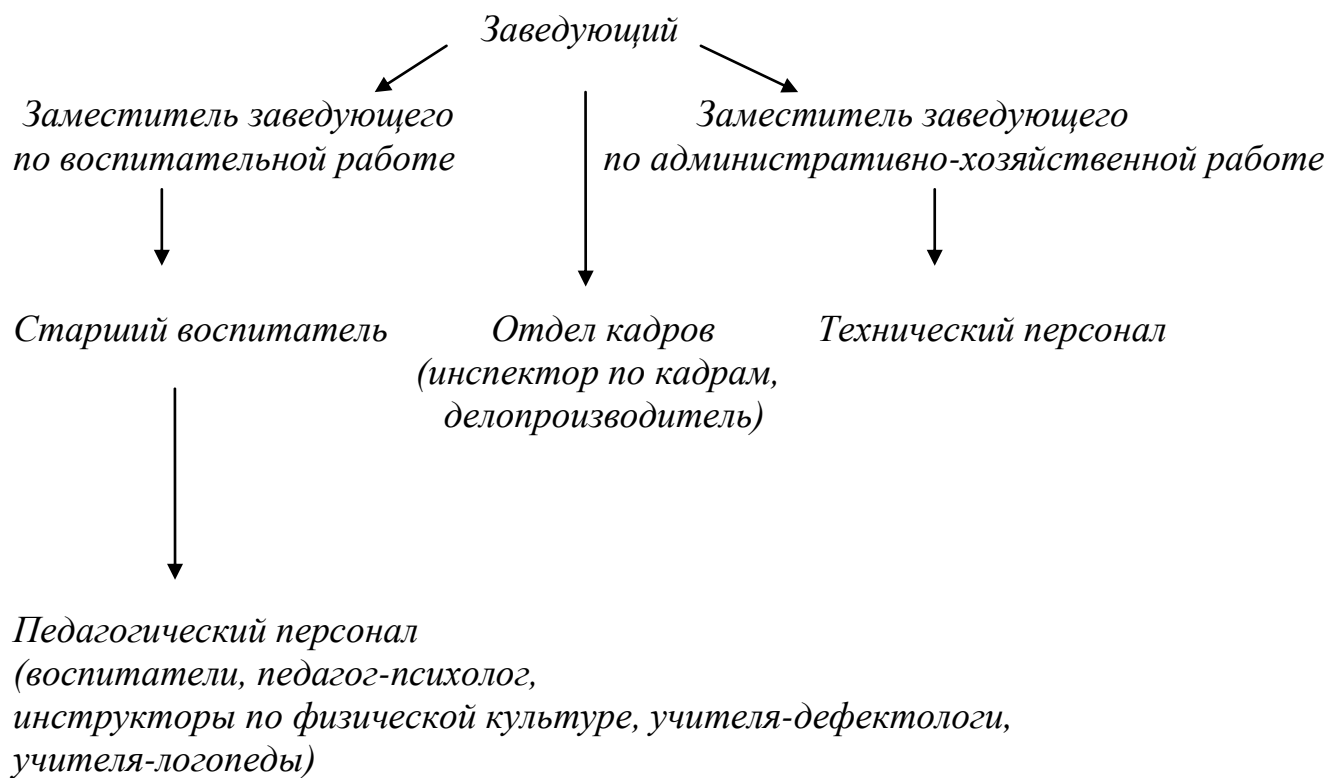 Заведующий
Заместитель заведующего
по воспитательной работе
Заместитель заведующего
по административно-хозяйственной работе
Старший воспитатель
Отдел кадров
(инспектор по кадрам,
делопроизводитель)
Технический персонал
Педагогический персонал
(воспитатели, педагог-психолог,
инструкторы по физической культуре, учителя-дефектологи,
учителя-логопеды)